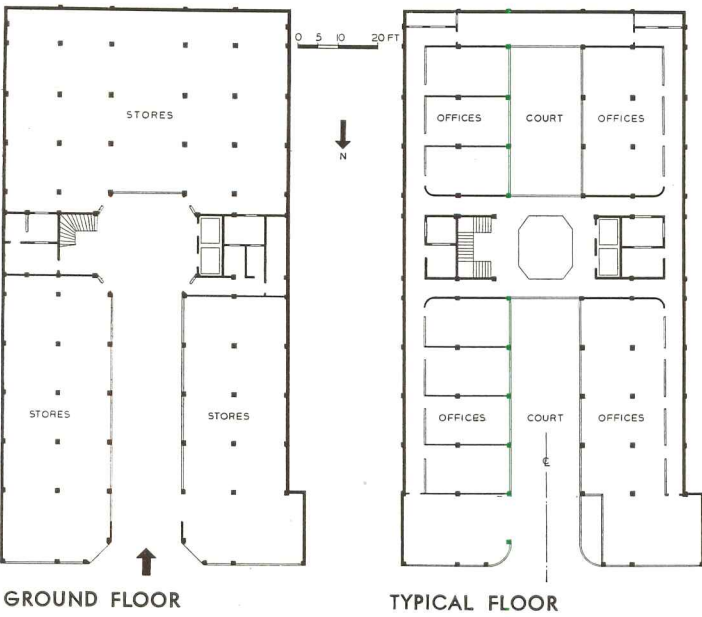 0 5 10 20 FT
STORES
N
STORES
STORES
GROUND FLOOR
OFFICES COURT OFFICES
OFFICES COURT OFFICES
℄
TYPICAL FLOOR